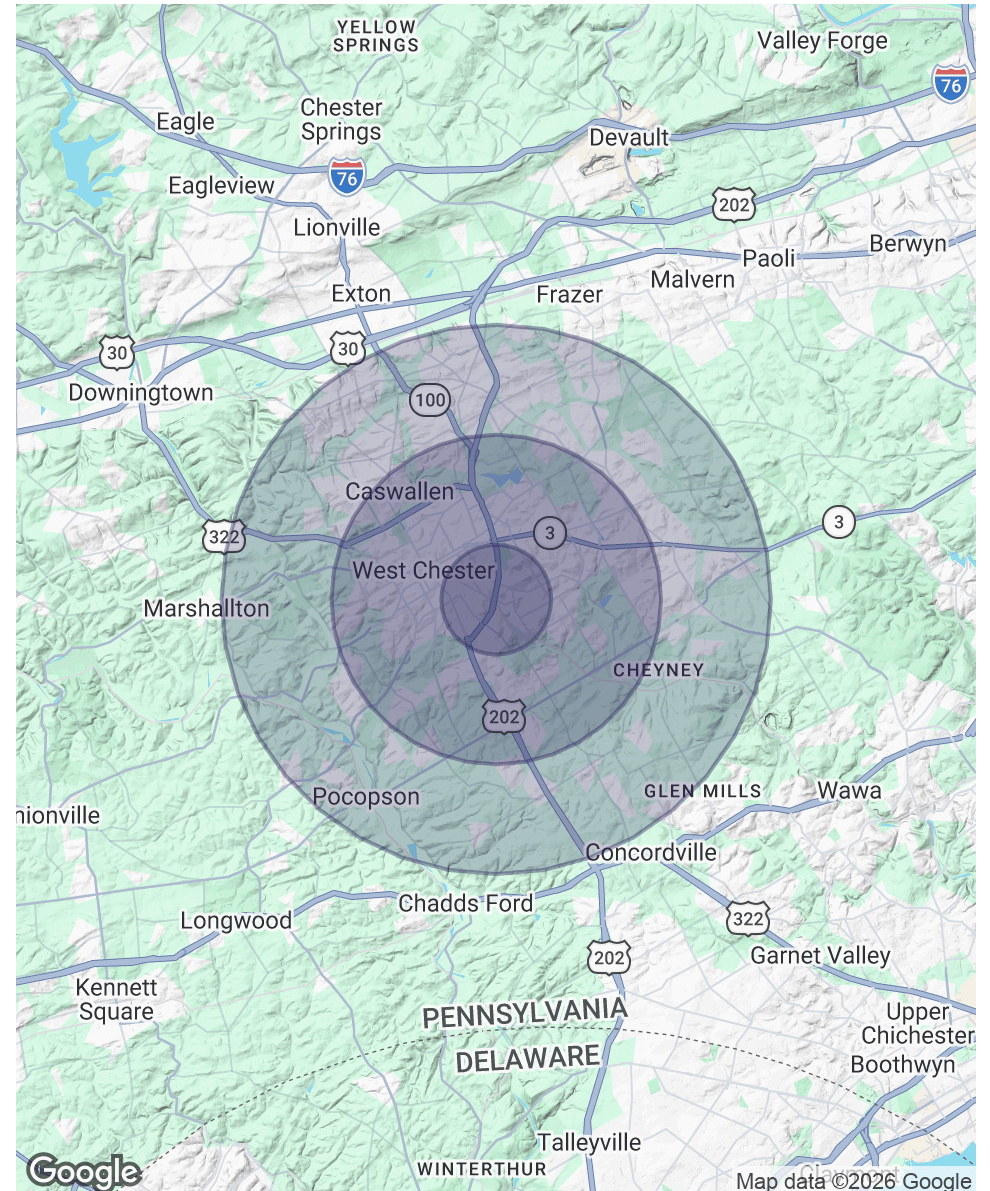 YELLOW
SPRINGS
Valley Forge
76
Chester
Springs
Eagle
Devault
76
Eagleview
202
Lionville
Berwyn
Paoli
Malvern
Exton
Frazer
30
30
Downingtown
100
Caswallen
3
3
322
West Chester
Marshallton
CHEYNEY
202
GLEN MILLS
Wawa
Pocopson
nionville
Concordville
Chadds Ford
322
Longwood
202
Garnet Valley
Kennett
Square
PENNSYLVANIA
Upper
Chichester
DELAWARE
Boothwyn
Talleyville
WINTERTHUR
Claymont
Google
Map data ©2026 Google